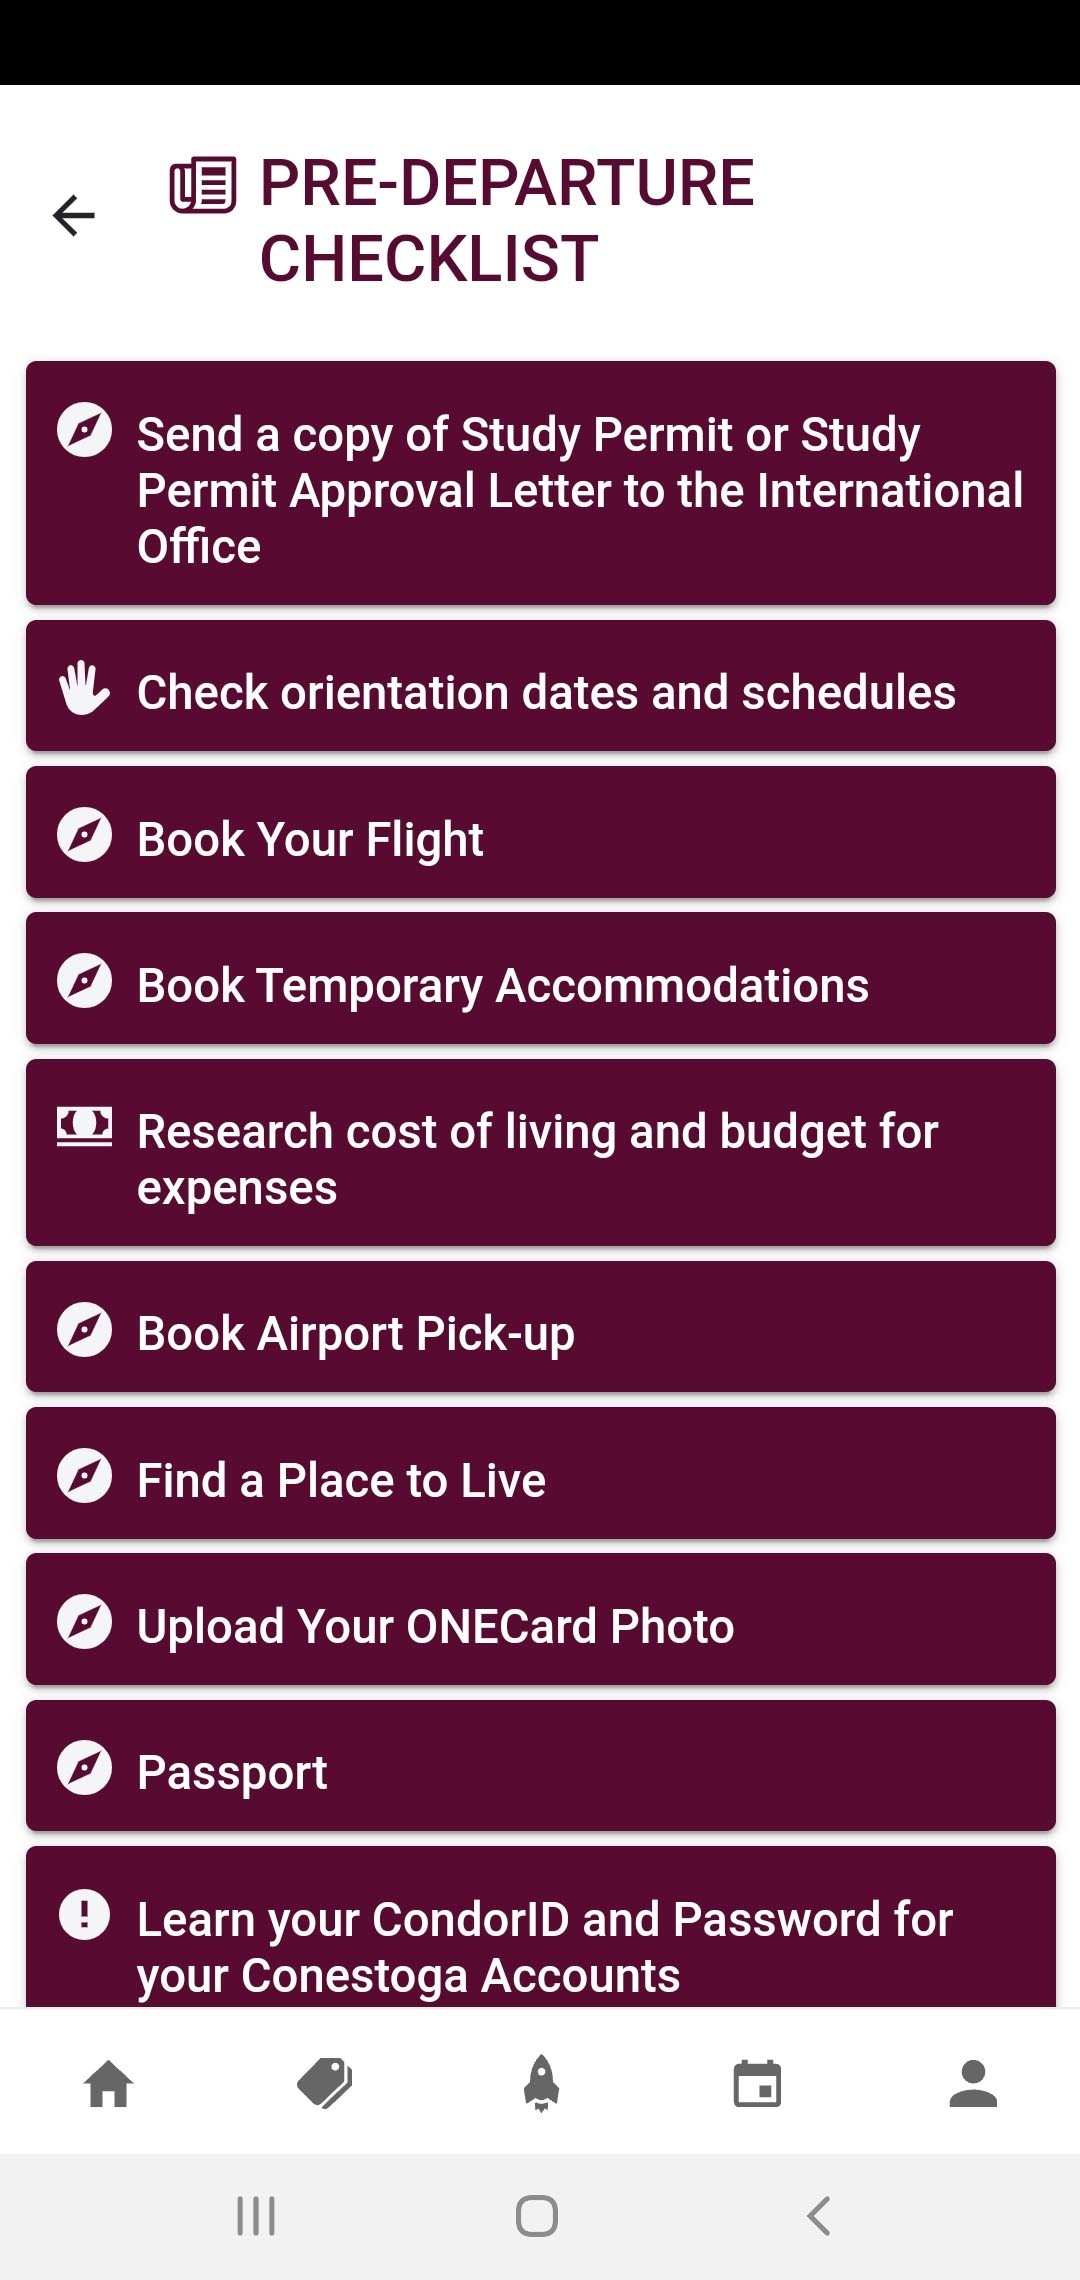 PRE-DEPARTURE
CHECKLIST
Send a copy of Study Permit or Study
Permit Approval Letter to the International
Office
Check orientation dates and schedules
Book Your Flight
Book Temporary Accommodations
Research cost of living and budget for
expenses
Book Airport Pick-up
Find a Place to Live
Upload Your ONECard Photo
Passport
Learn your CondorID and Password for
your Conestoga Accounts